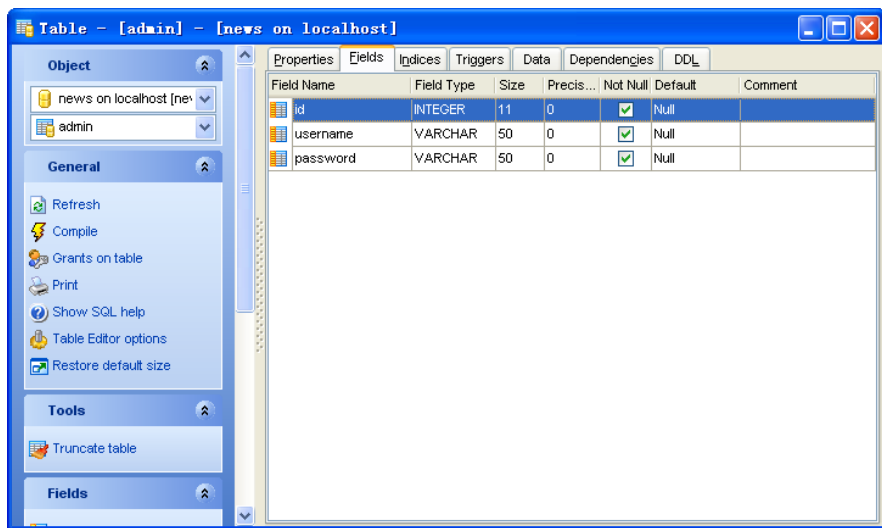 Table - [admin] - [news on localhost]
Object
news on localhost [nev
admin
General
Refresh
Compile
Grants on table
Print
Show SQL help
Table Editor options
Restore default size
Tools
Truncate table
Fields
Properties Fields Indices Triggers Data Dependencies DDL
Field Name Field Type Size Precis... Not Null Default Comment
id INTEGER 11 0 Null
username VARCHAR 50 0 Null
password VARCHAR 50 0 Null